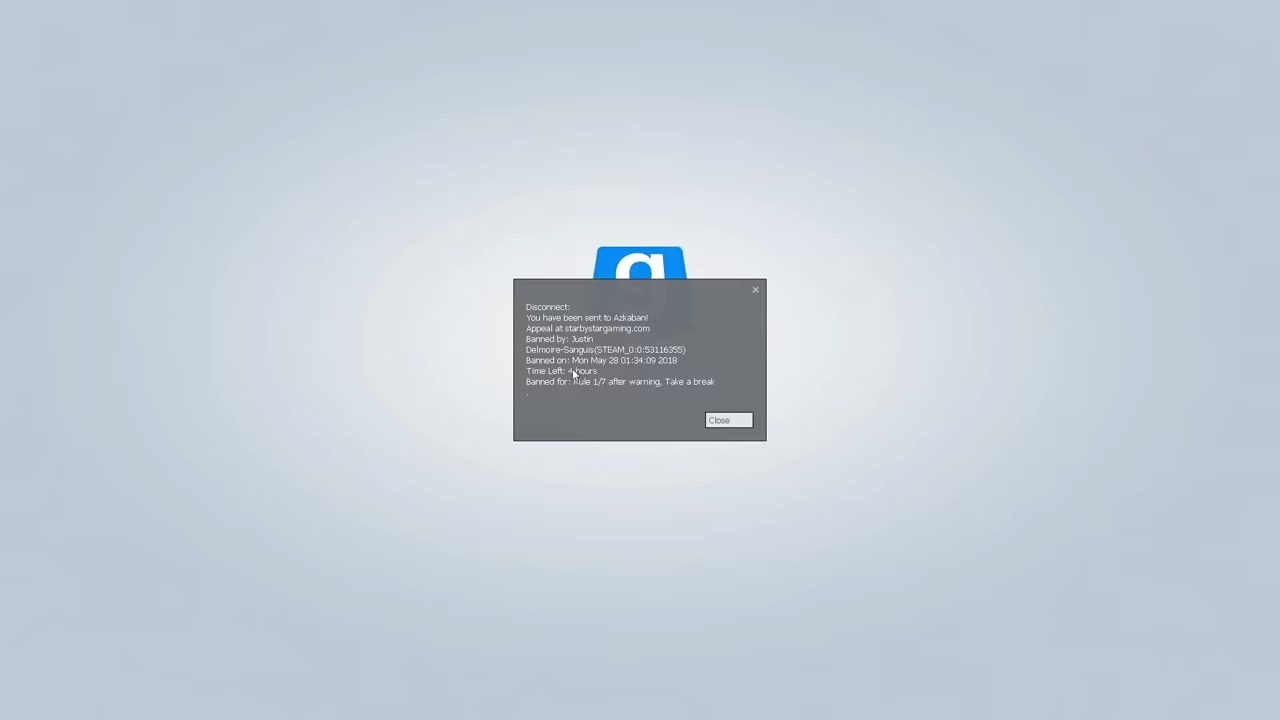 g
Disconnect:
You have been sent to Azkaban!
Appeal at starbystargaming.com
Banned by: Justin
Delmoire-Sanguis(STEAM_0:0:53116355)
Banned on: Mon May 28 01:34:09 2018
Time Left: 4 hours
Banned for: Rule 1/7 after warning, Take a break
.
Close